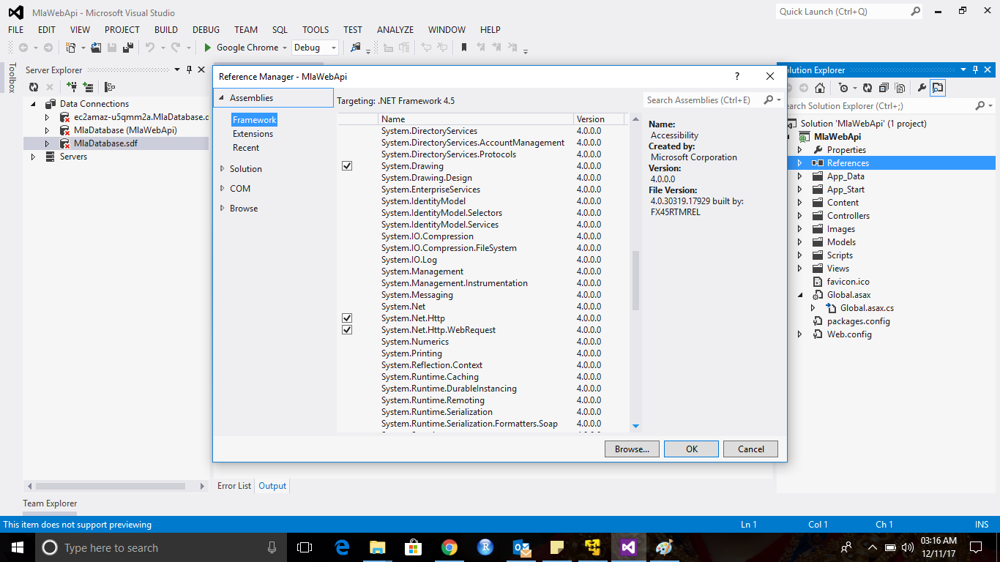 MlaWebApi - Microsoft Visual Studio
Quick Launch (Ctrl+Q)
FILE EDIT VIEW PROJECT BUILD DEBUG TEAM SQL TOOLS TEST ANALYZE WINDOW HELP
Google Chrome Debug
Toolbox
Server Explorer
Data Connections
ec2amaz-u5qmm2a.MlaDatabase.d
MlaDatabase (MlaWebApi)
MlaDatabase.sdf
Servers
Reference Manager - MlaWebApi
?
Assemblies
Framework
Extensions
Recent
Solution
COM
Browse
Targeting: .NET Framework 4.5
Search Assemblies (Ctrl+E)
Name Version
System.DirectoryServices 4.0.0.0
System.DirectoryServices.AccountManagement 4.0.0.0
System.DirectoryServices.Protocols 4.0.0.0
System.Drawing 4.0.0.0
System.Drawing.Design 4.0.0.0
System.EnterpriseServices 4.0.0.0
System.IdentityModel 4.0.0.0
System.IdentityModel.Selectors 4.0.0.0
System.IdentityModel.Services 4.0.0.0
System.IO.Compression 4.0.0.0
System.IO.Compression.FileSystem 4.0.0.0
System.IO.Log 4.0.0.0
System.Management 4.0.0.0
System.Management.Instrumentation 4.0.0.0
System.Messaging 4.0.0.0
System.Net 4.0.0.0
System.Net.Http 4.0.0.0
System.Net.Http.WebRequest 4.0.0.0
System.Numerics 4.0.0.0
System.Printing 4.0.0.0
System.Reflection.Context 4.0.0.0
System.Runtime.Caching 4.0.0.0
System.Runtime.DurableInstancing 4.0.0.0
System.Runtime.Remoting 4.0.0.0
System.Runtime.Serialization 4.0.0.0
System.Runtime.Serialization.Formatters.Soap 4.0.0.0
Name:
Accessibility
Created by:
Microsoft Corporation
Version:
4.0.0.0
File Version:
4.0.30319.17929 built by:
FX45RTMREL
Browse... OK Cancel
olution Explorer
earch Solution Explorer (Ctrl+;)
Solution 'MlaWebApi' (1 project)
MlaWebApi
Properties
References
App_Data
App_Start
Content
Controllers
Images
Models
Scripts
Views
favicon.ico
Global.asax
Global.asax.cs
packages.config
Web.config
Error List Output
Team Explorer
This item does not support previewing
Ln 1 Col 1 Ch 1 INS
Type here to search
03:16 AM
12/11/17